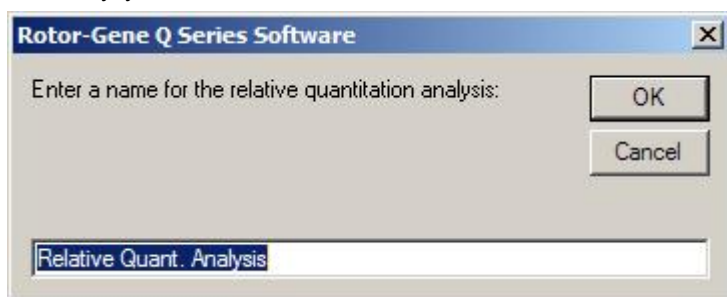 Rotor-Gene Q Series Software
Enter a name for the relative quantitation analysis:
OK
Cancel
Relative Quant. Analysis